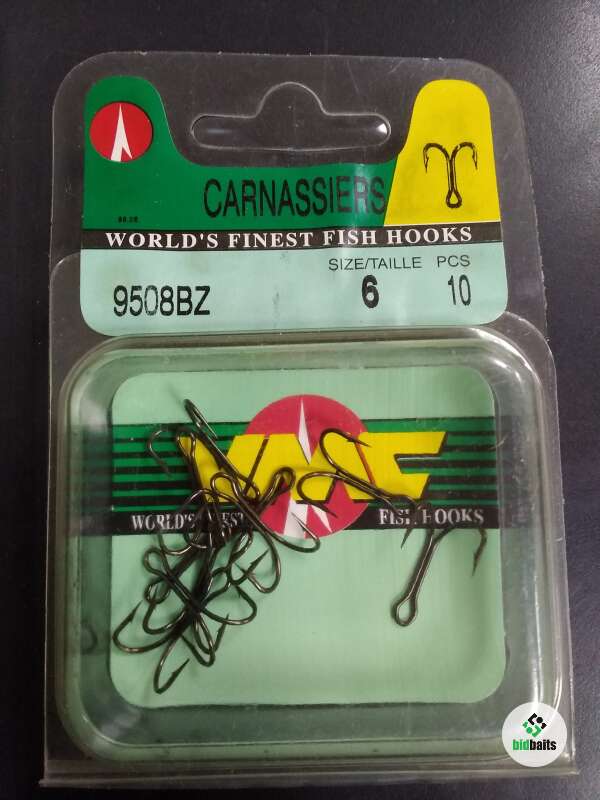 CARNASSIERS
WORLD'S FINEST FISH HOOKS
SIZE/TAILLE PCS
9508BZ 6 10
VMC
WORLD'S FINEST FISH HOOKS
bidbaits